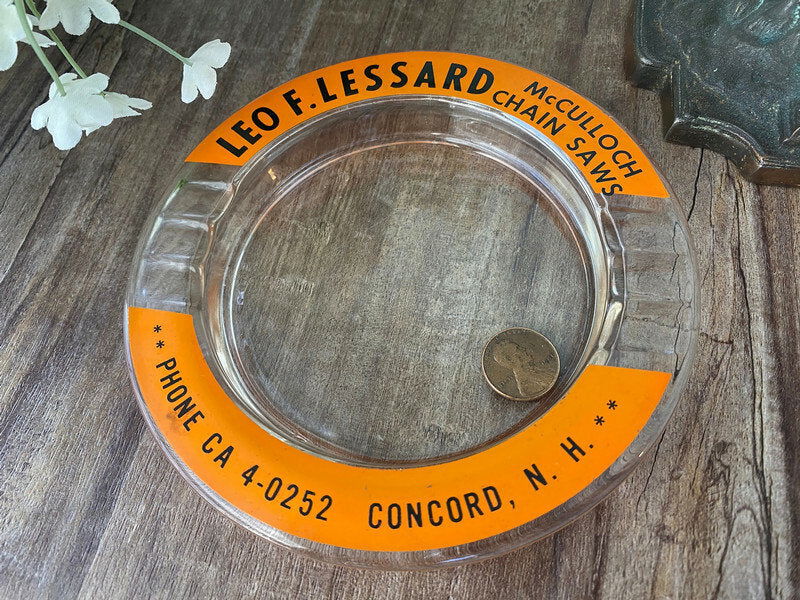 LEO F. LESSARD
McCULLOCH
CHAIN SAWS
** PHONE CA 4-0252 CONCORD, N. H. **